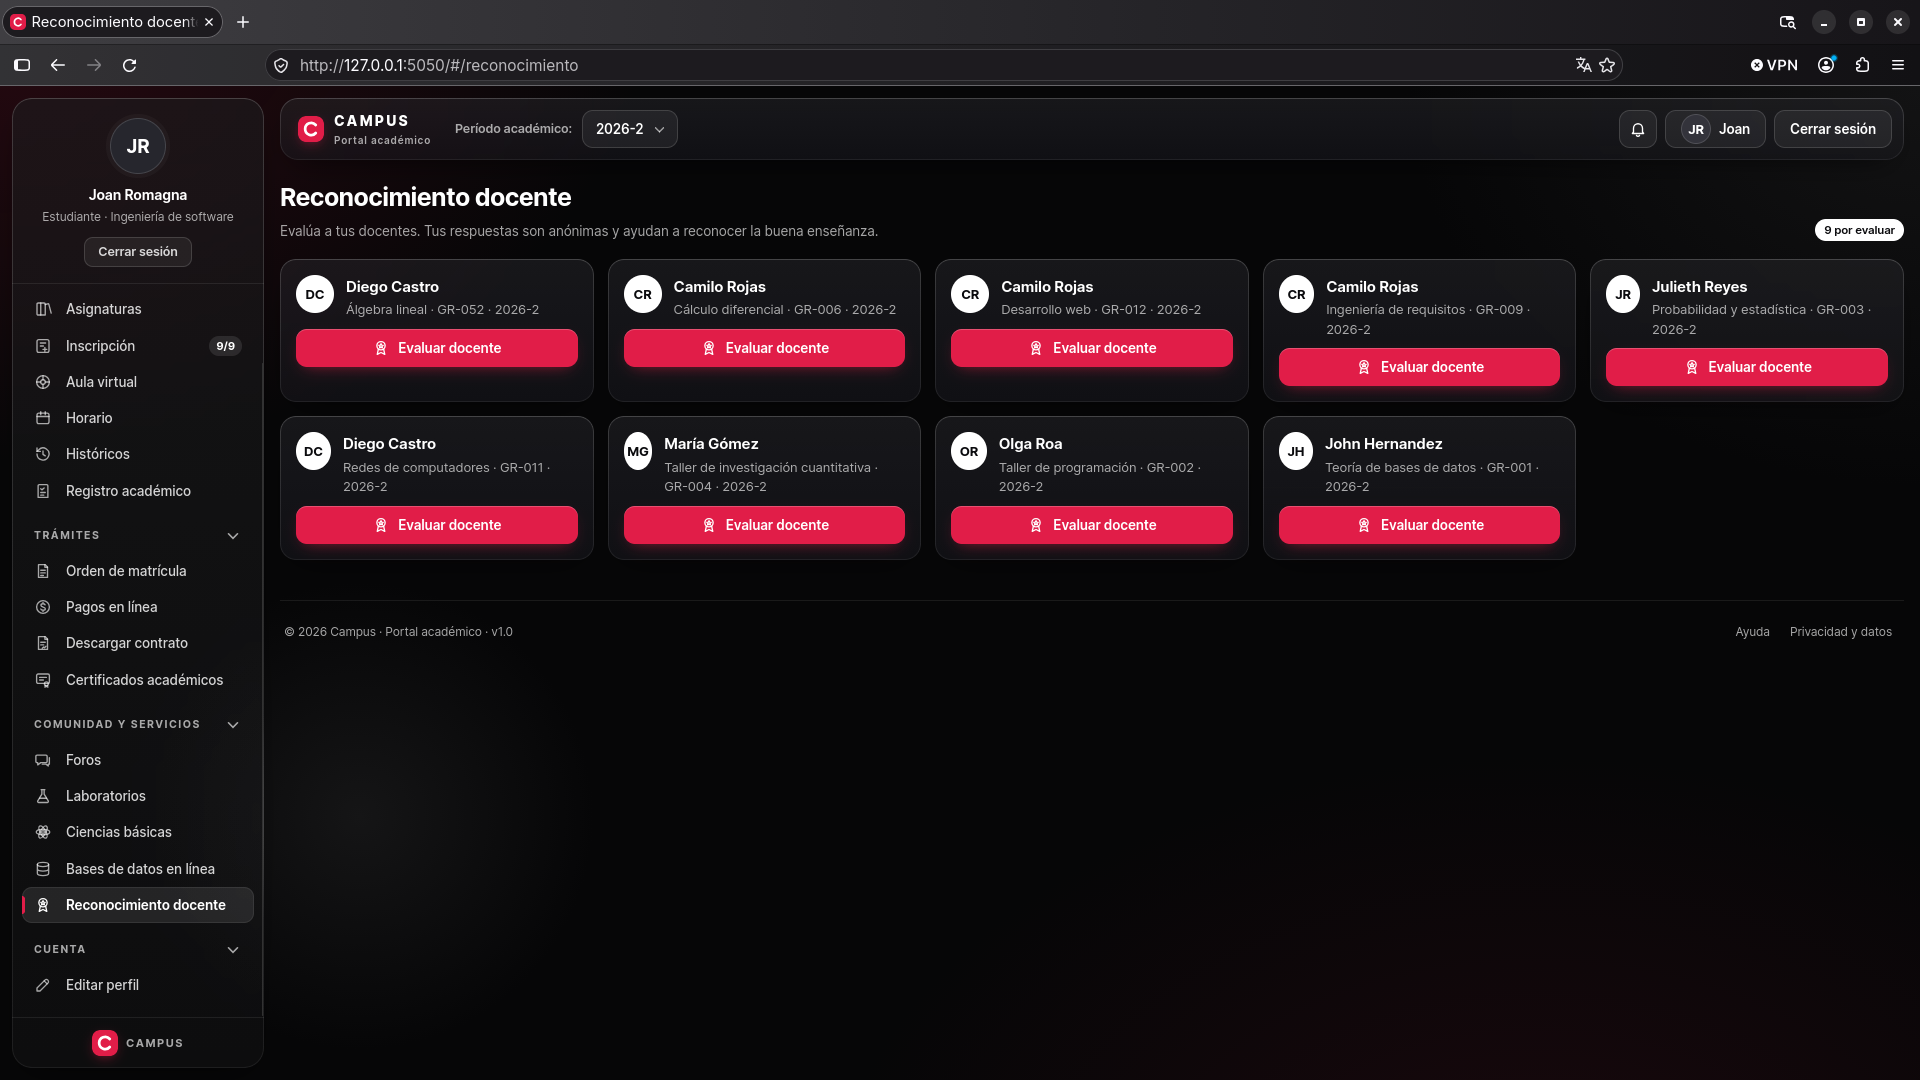 Reconocimiento docent
http://127.0.0.1:5050/#/reconocimiento
VPN
JR
Joan Romagna
Estudiante · Ingeniería de software
Cerrar sesión
Asignaturas
Inscripción 9/9
Aula virtual
Horario
Históricos
Registro académico
TRÁMITES
Orden de matrícula
Pagos en línea
Descargar contrato
Certificados académicos
COMUNIDAD Y SERVICIOS
Foros
Laboratorios
Ciencias básicas
Bases de datos en línea
Reconocimiento docente
CUENTA
Editar perfil
C CAMPUS
C CAMPUS
Portal académico
Período académico: 2026-2
JR Joan
Cerrar sesión
Reconocimiento docente
Evalúa a tus docentes. Tus respuestas son anónimas y ayudan a reconocer la buena enseñanza.
9 por evaluar
DC Diego Castro
Álgebra lineal · GR-052 · 2026-2
Evaluar docente
CR Camilo Rojas
Cálculo diferencial · GR-006 · 2026-2
Evaluar docente
CR Camilo Rojas
Desarrollo web · GR-012 · 2026-2
Evaluar docente
CR Camilo Rojas
Ingeniería de requisitos · GR-009 ·
2026-2
Evaluar docente
JR Julieth Reyes
Probabilidad y estadística · GR-003 ·
2026-2
Evaluar docente
DC Diego Castro
Redes de computadores · GR-011 ·
2026-2
Evaluar docente
MG María Gómez
Taller de investigación cuantitativa ·
GR-004 · 2026-2
Evaluar docente
OR Olga Roa
Taller de programación · GR-002 ·
2026-2
Evaluar docente
JH John Hernandez
Teoría de bases de datos · GR-001 ·
2026-2
Evaluar docente
© 2026 Campus · Portal académico · v1.0
Ayuda Privacidad y datos